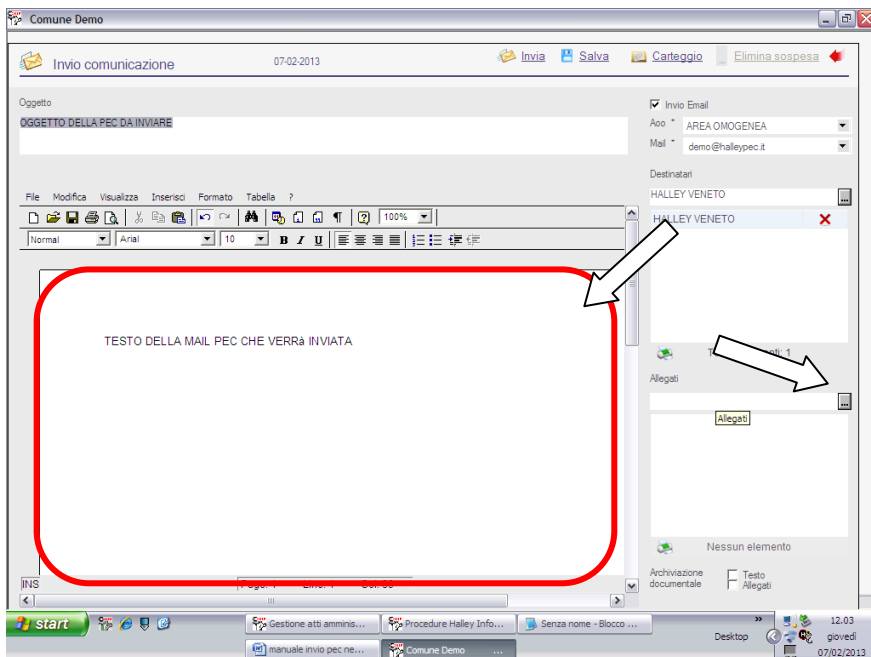 Comune Demo
Invio comunicazione 07-02-2013 Invia Salva Carteggio Elimina sospesa
Oggetto
OGGETTO DELLA PEC DA INVIARE
Invio Email
Aoo * AREA OMOGENEA
Mail * demo@halleypec.it
Destinatari
HALLEY VENETO
HALLEY VENETO
File Modifica Visualizza Inserisci Formato Tabella ?
100%
Normal Arial 10 B I U
TESTO DELLA MAIL PEC CHE VERRà INVIATA
1
Allegati
Allegati
Nessun elemento
Archiviazione documentale
Testo
Allegati
INS
start
Gestione atti amminis... Procedure Halley Info... Senza nome - Blocco ...
manuale invio pec ne... Comune Demo ...
Desktop
12.03
giovedì
07/02/2013